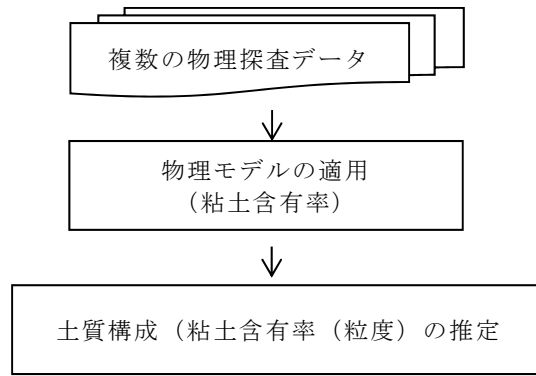 複数の物理探査データ
物理モデルの適用
（粘土含有率）
土質構成（粘土含有率（粒度）の推定